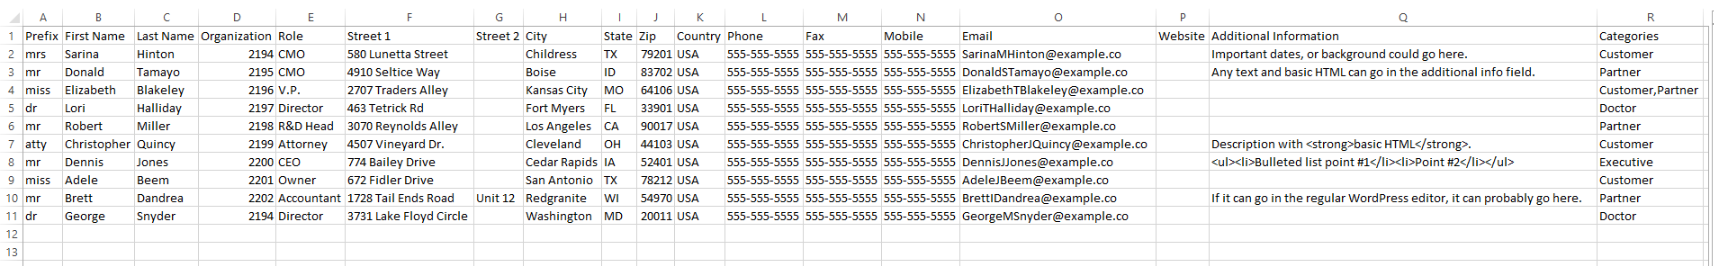 A B C D E F G H I J K L M N O P Q R
1 Prefix First Name Last Name Organization Role Street 1 Street 2 City State Zip Country Phone Fax Mobile Email Website Additional Information Categories
2 mrs Sarina Hinton 2194 CMO 580 Lunetta Street Childress TX 79201 USA 555-555-5555 555-555-5555 555-555-5555 SarinaMHinton@example.co Important dates, or background could go here. Customer
3 mr Donald Tamayo 2195 CMO 4910 Seltice Way Boise ID 83702 USA 555-555-5555 555-555-5555 555-555-5555 DonaldSTamayo@example.co Any text and basic HTML can go in the additional info field. Partner
4 miss Elizabeth Blakeley 2196 V.P. 2707 Traders Alley Kansas City MO 64106 USA 555-555-5555 555-555-5555 555-555-5555 ElizabethTBlakeley@example.co Customer,Partner
5 dr Lori Halliday 2197 Director 463 Tetrick Rd Fort Myers FL 33901 USA 555-555-5555 555-555-5555 555-555-5555 LoriTHalliday@example.co Doctor
6 mr Robert Miller 2198 R&D Head 3070 Reynolds Alley Los Angeles CA 90017 USA 555-555-5555 555-555-5555 555-555-5555 RobertSMiller@example.co Partner
7 atty Christopher Quincy 2199 Attorney 4507 Vineyard Dr. Cleveland OH 44103 USA 555-555-5555 555-555-5555 555-555-5555 ChristopherJQuincy@example.co Description with <strong>basic HTML</strong>. Customer
8 mr Dennis Jones 2200 CEO 774 Bailey Drive Cedar Rapids IA 52401 USA 555-555-5555 555-555-5555 555-555-5555 DennisJJones@example.co <ul><li>Bulleted list point #1</li><li>Point #2</li></ul> Executive
9 miss Adele Beem 2201 Owner 672 Fidler Drive San Antonio TX 78212 USA 555-555-5555 555-555-5555 555-555-5555 AdeleJBeem@example.co Customer
10 mr Brett Dandrea 2202 Accountant 1728 Tail Ends Road Unit 12 Redgranite WI 54970 USA 555-555-5555 555-555-5555 555-555-5555 BrettIDandrea@example.co If it can go in the regular WordPress editor, it can probably go here. Partner
11 dr George Snyder 2194 Director 3731 Lake Floyd Circle Washington MD 20011 USA 555-555-5555 555-555-5555 555-555-5555 GeorgeMSnyder@example.co Doctor
12
13